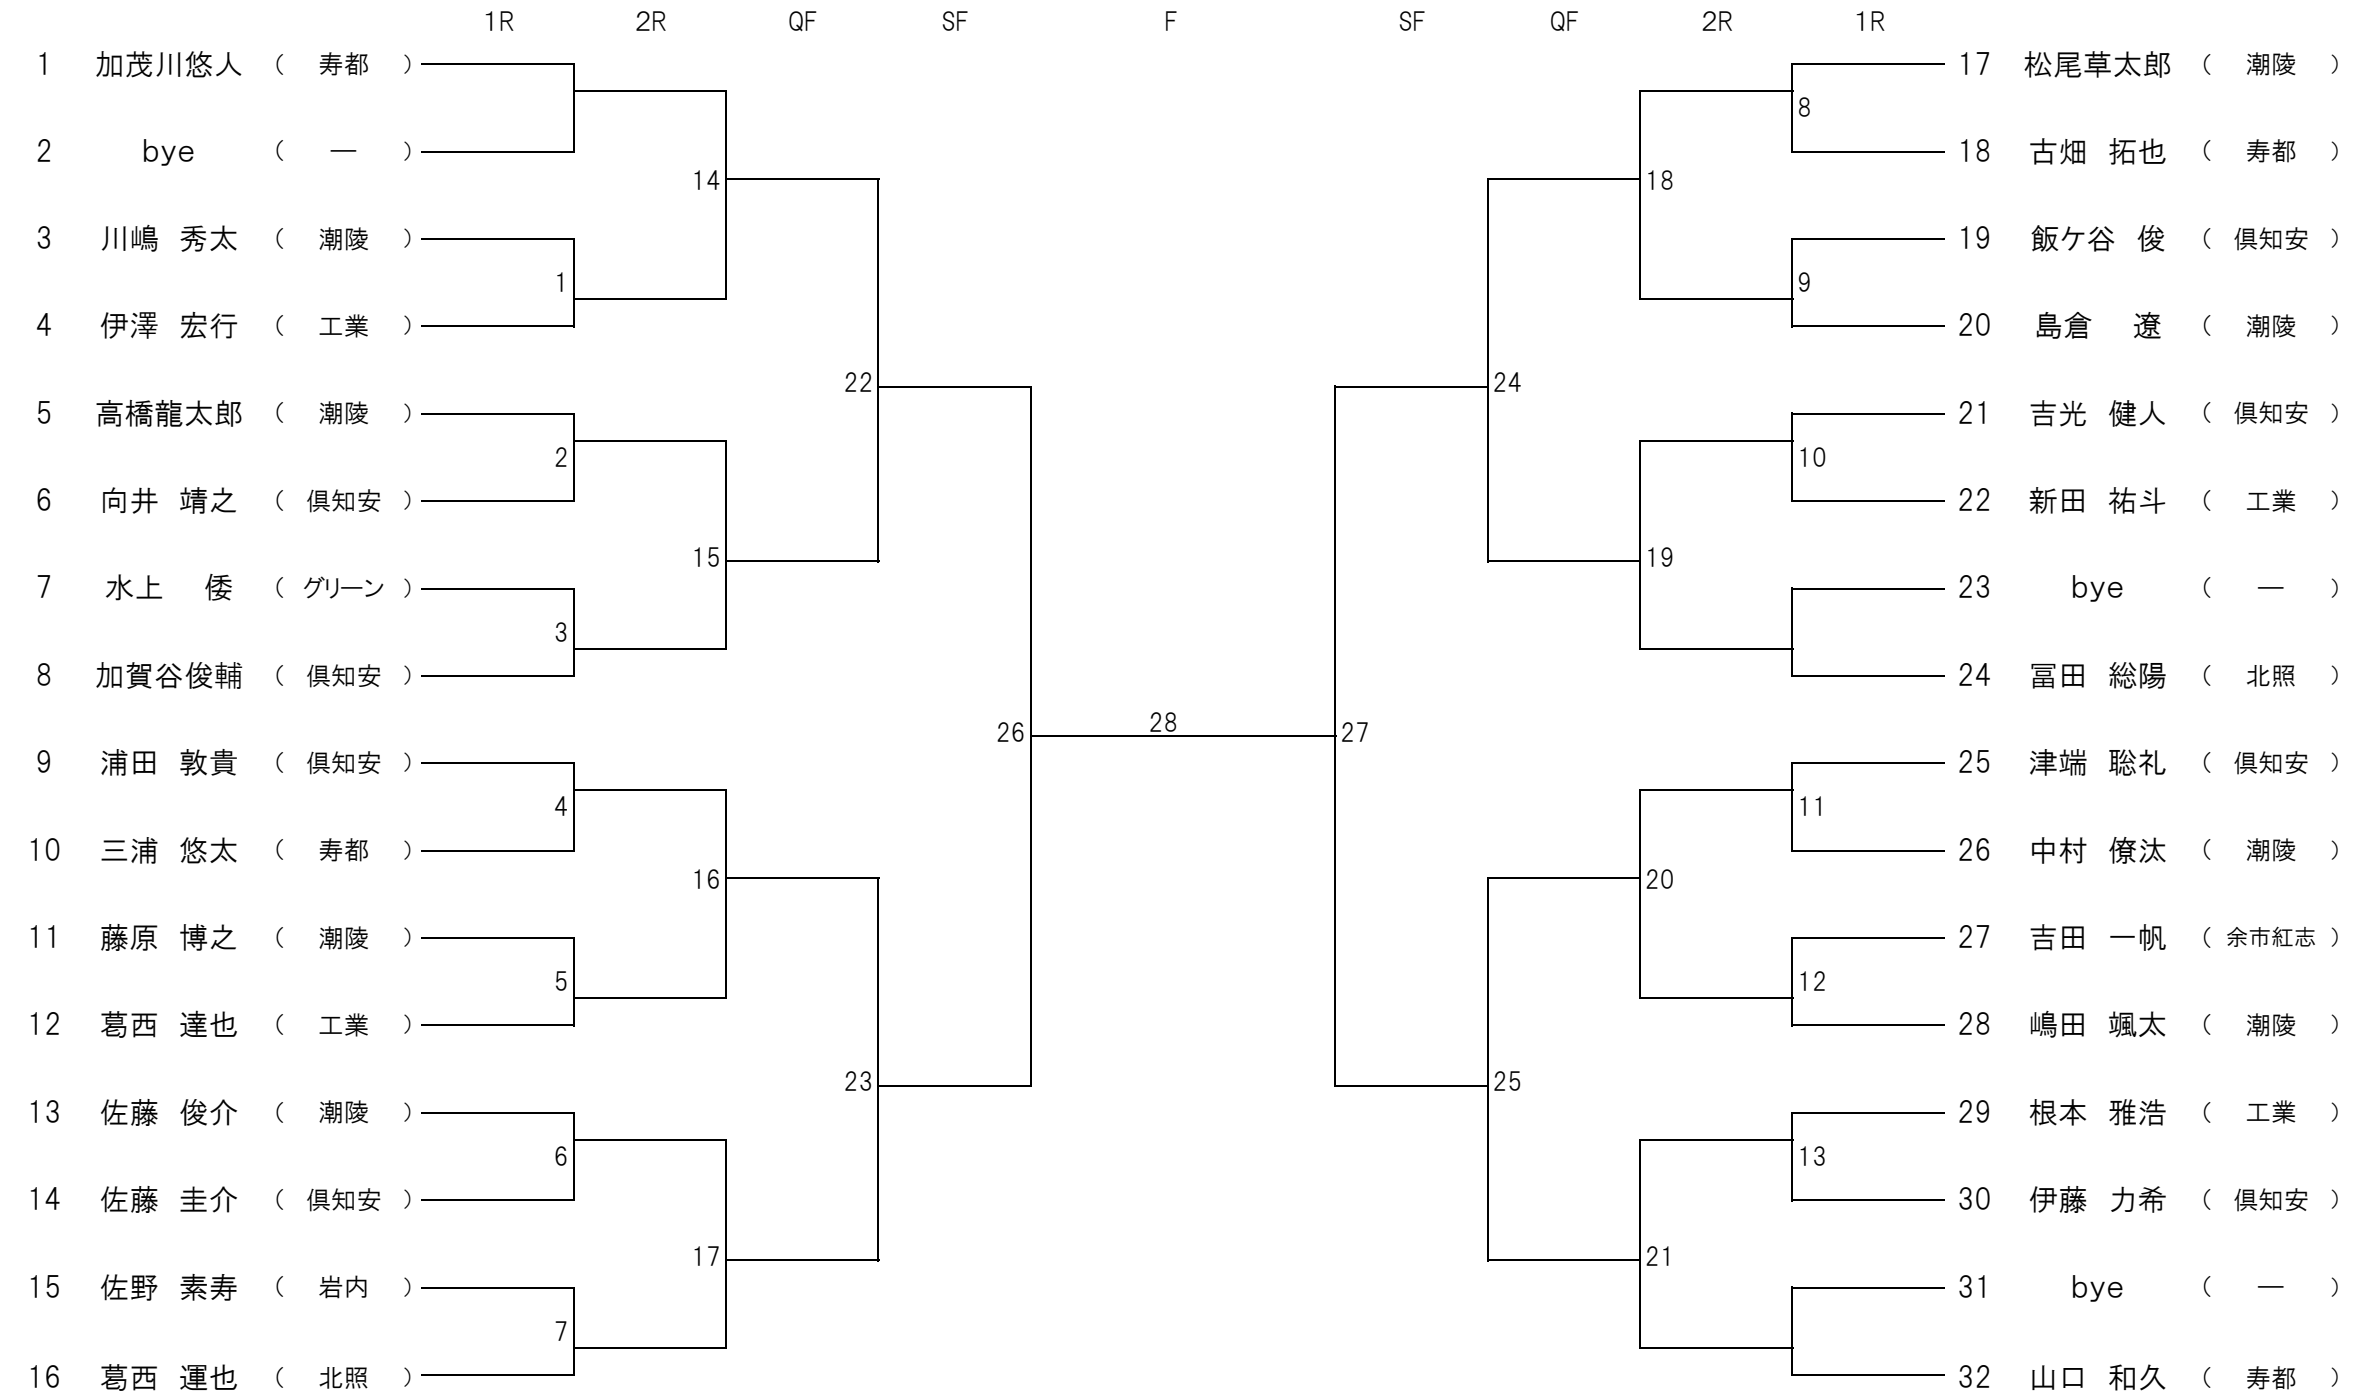 1R 2R QF SF F SF QF 2R 1R
1 加茂川悠人 （ 寿都 ） 17 松尾草太郎 （ 潮陵 ）
8
2 bye （ ― ） 18 古畑 拓也 （ 寿都 ）
14 18
3 川嶋 秀太 （ 潮陵 ） 19 飯ケ谷 俊 （ 倶知安 ）
1 9
4 伊澤 宏行 （ 工業 ） 20 島倉 遼 （ 潮陵 ）
22 24
5 高橋龍太郎 （ 潮陵 ） 21 吉光 健人 （ 倶知安 ）
2 10
6 向井 靖之 （ 倶知安 ） 22 新田 祐斗 （ 工業 ）
15 19
7 水上 倭 （ グリーン ） 23 bye （ ― ）
3
8 加賀谷俊輔 （ 倶知安 ） 24 冨田 総陽 （ 北照 ）
26 28 27
9 浦田 敦貴 （ 倶知安 ） 25 津端 聡礼 （ 倶知安 ）
4 11
10 三浦 悠太 （ 寿都 ） 26 中村 僚汰 （ 潮陵 ）
16 20
11 藤原 博之 （ 潮陵 ） 27 吉田 一帆 （ 余市紅志 ）
5 12
12 葛西 達也 （ 工業 ） 28 嶋田 颯太 （ 潮陵 ）
23 25
13 佐藤 俊介 （ 潮陵 ） 29 根本 雅浩 （ 工業 ）
6 13
14 佐藤 圭介 （ 倶知安 ） 30 伊藤 力希 （ 倶知安 ）
17 21
15 佐野 素寿 （ 岩内 ） 31 bye （ ― ）
7
16 葛西 運也 （ 北照 ） 32 山口 和久 （ 寿都 ）